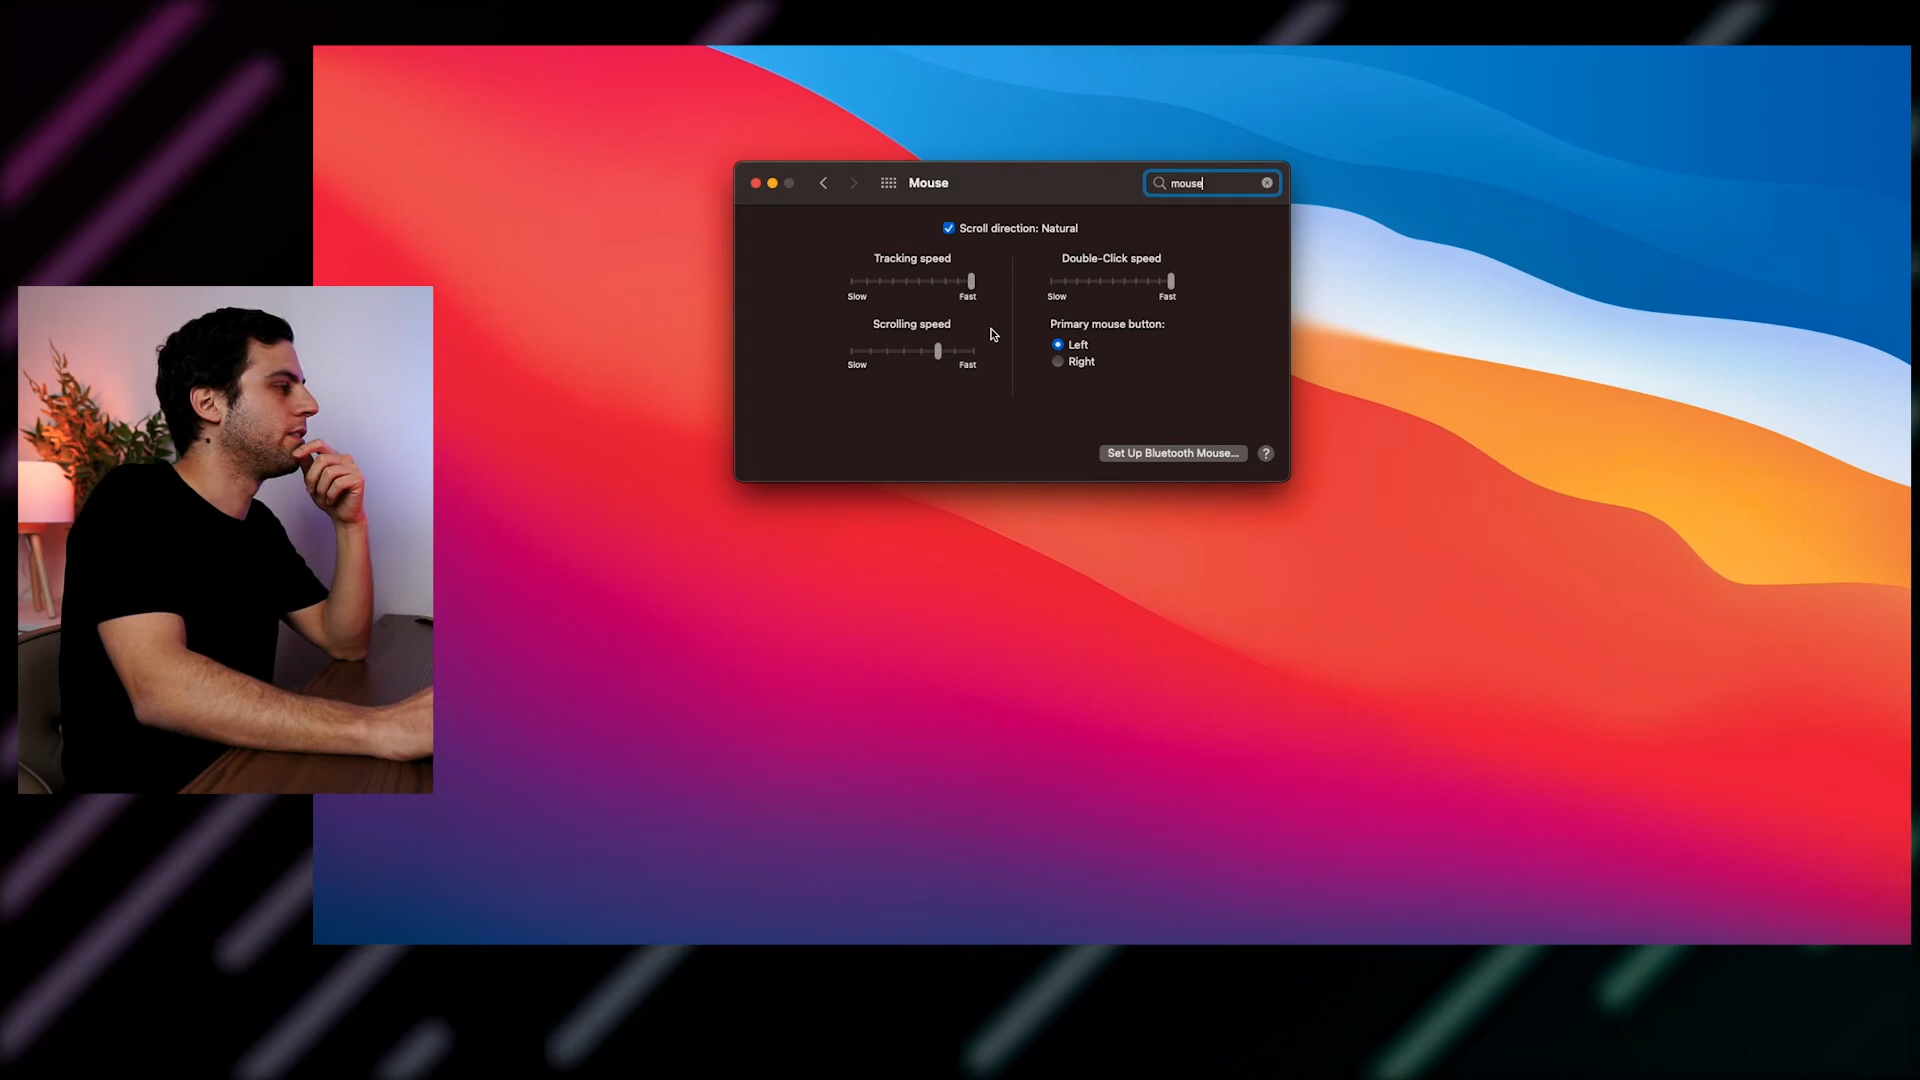 Mouse
mouse
Scroll direction: Natural
Tracking speed
Slow
Fast
Double-Click speed
Slow
Fast
Scrolling speed
Slow
Fast
Primary mouse button:
Left
Right
Set Up Bluetooth Mouse...
?